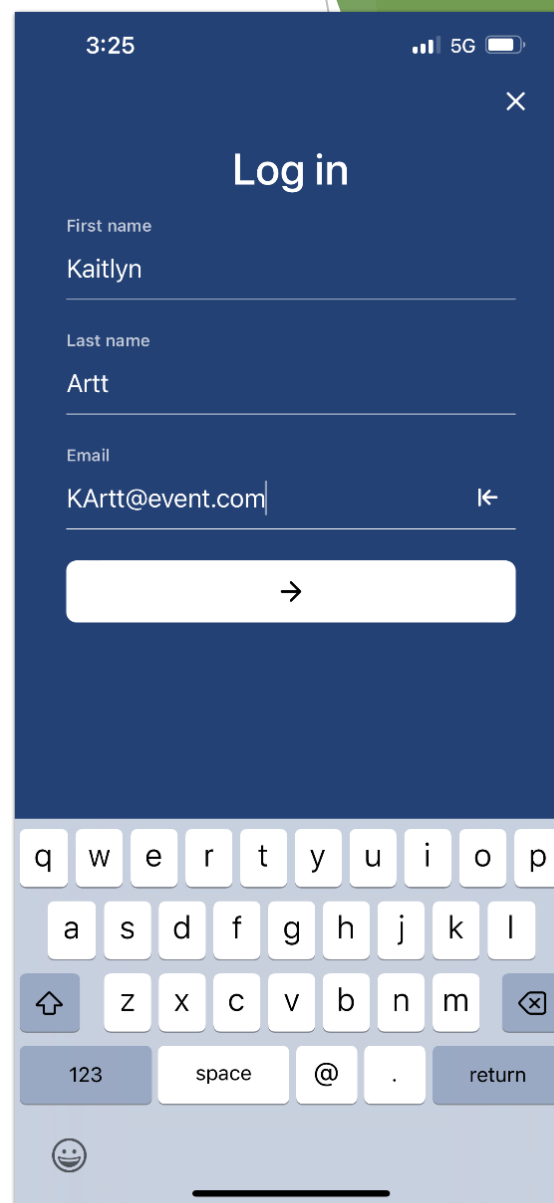 3:25 5G
Log in
First name
Kaitlyn
Last name
Artt
Email
KArtt@event.com
q w e r t y u i o p
a s d f g h j k l
z x c v b n m
123 space @ . return